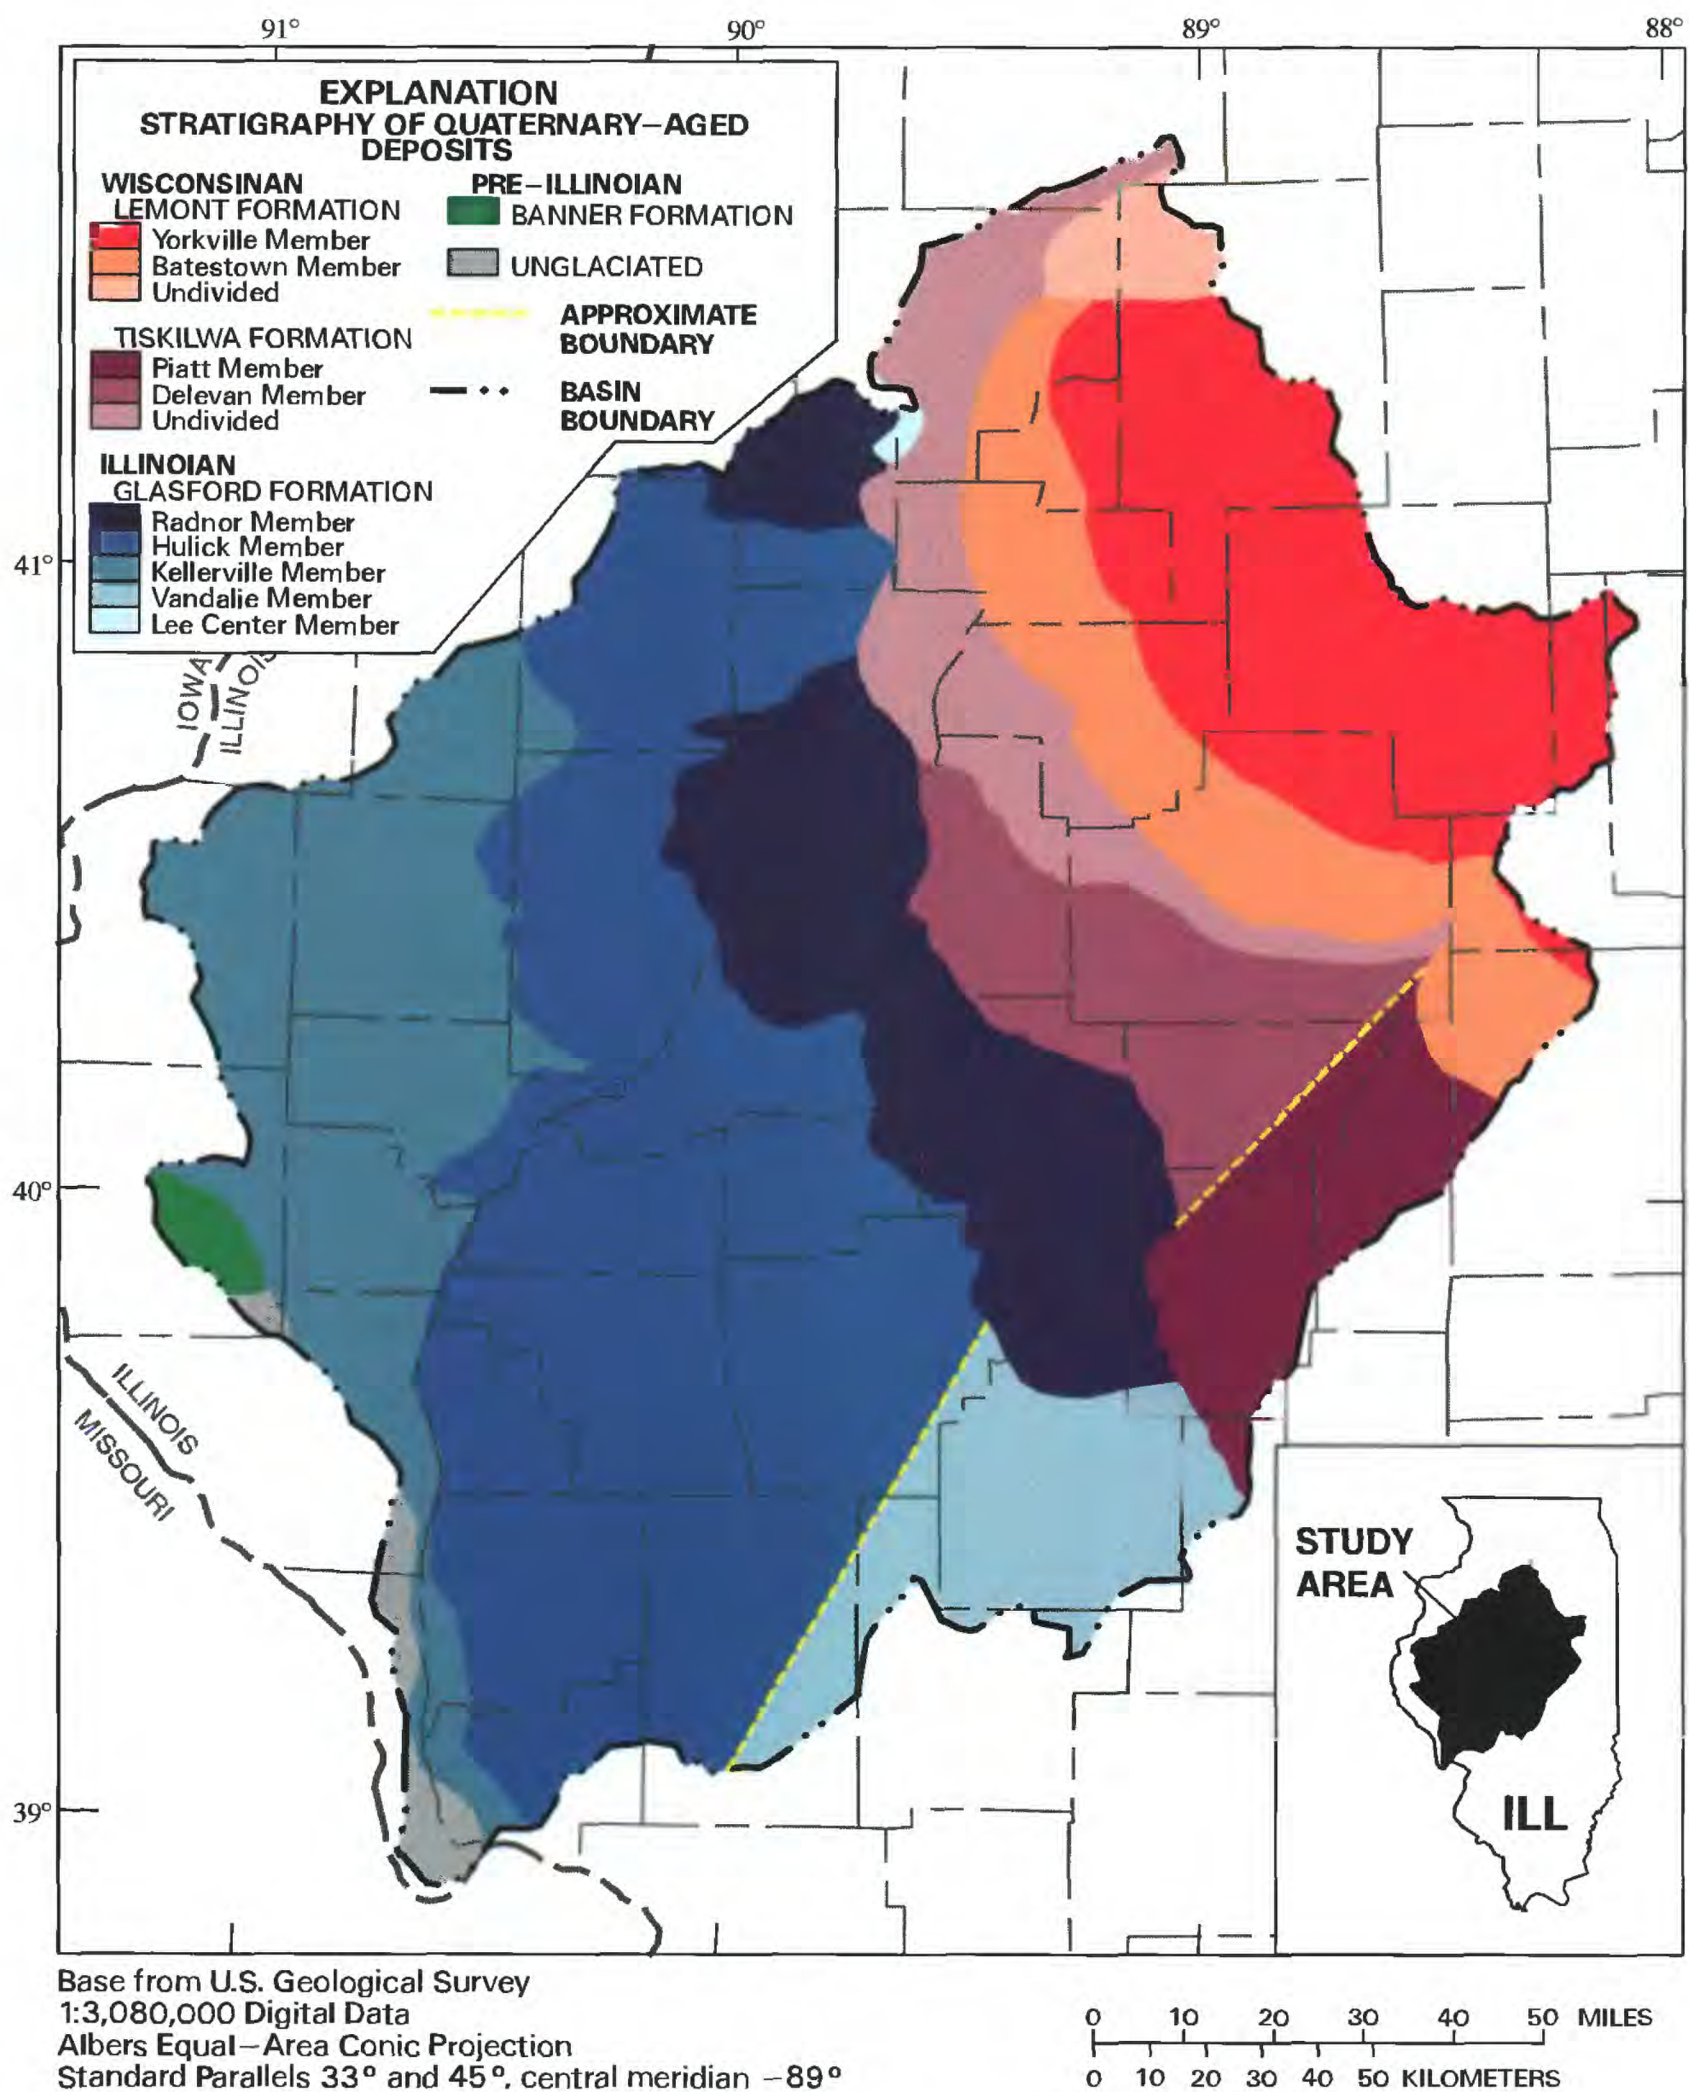 91° 90° 89° 88°
EXPLANATION
STRATIGRAPHY OF QUATERNARY–AGED
DEPOSITS
WISCONSINAN
LEMONT FORMATION
Yorkville Member
Batestown Member
Undivided
TISKILWA FORMATION
Piatt Member
Delevan Member
Undivided
ILLINOIAN
GLASFORD FORMATION
Radnor Member
Hulick Member
Kellerville Member
Vandalie Member
Lee Center Member
PRE–ILLINOIAN
BANNER FORMATION
UNGLACIATED
APPROXIMATE
BOUNDARY
BASIN
BOUNDARY
41°
IOWA
ILLINOIS
40°
ILLINOIS
MISSOURI
39°
STUDY
AREA
ILL
Base from U.S. Geological Survey
1:3,080,000 Digital Data
Albers Equal–Area Conic Projection
Standard Parallels 33° and 45°, central meridian –89°
0 10 20 30 40 50 MILES
0 10 20 30 40 50 KILOMETERS